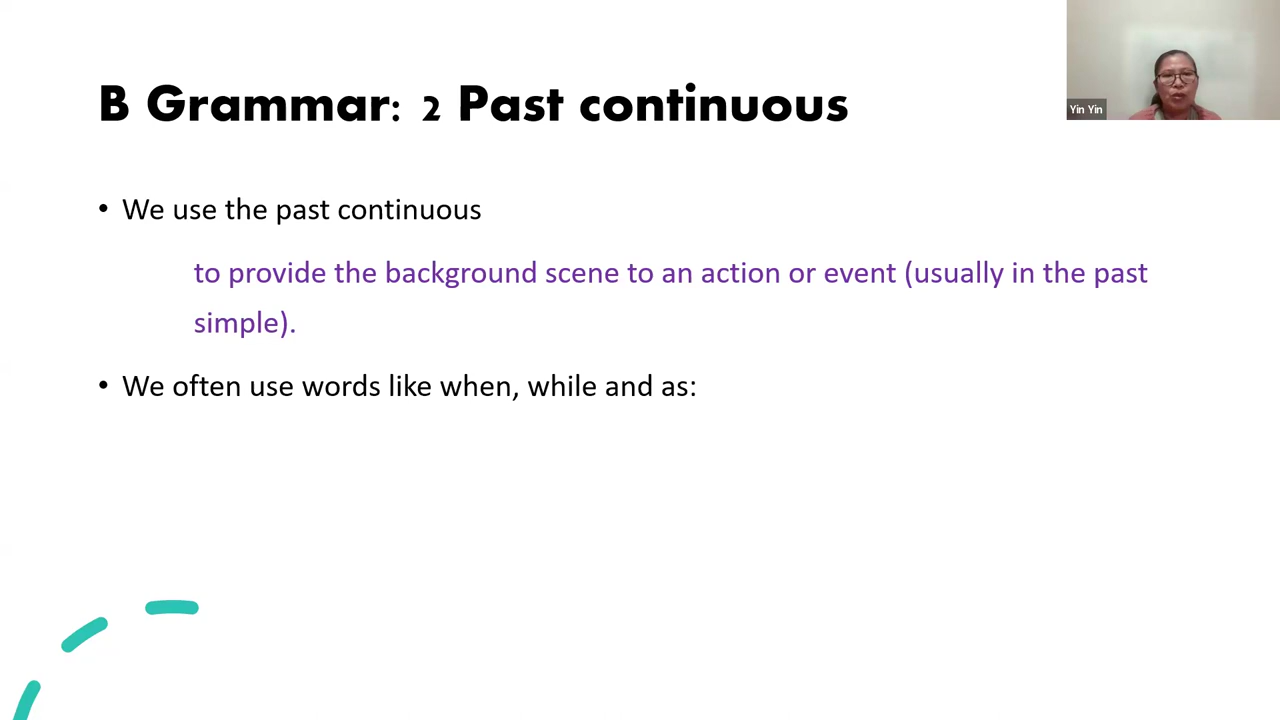 B Grammar: 2 Past continuous
Yin Yin
• We use the past continuous
to provide the background scene to an action or event (usually in the past
simple).
• We often use words like when, while and as: